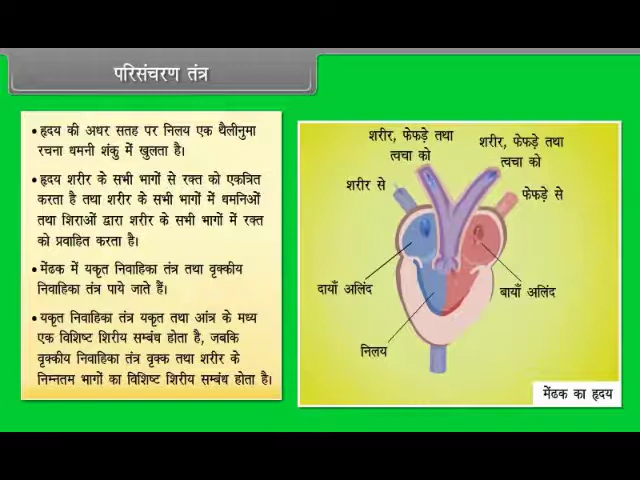 परिसंचरण तंत्र
• हृदय की अधर सतह पर निलय एक थैलीनुमा
रचना धमनी शंकु में खुलता है।
• हृदय शरीर के सभी भागों से रक्त को एकत्रित
करता है तथा शरीर के सभी भागों में धमनिओं
तथा शिराओं द्वारा शरीर के सभी भागों में रक्त
को प्रवाहित करता है।
• मेंढक में यकृत निवाहिका तंत्र तथा वृक्कीय
निवाहिका तंत्र पाये जाते हैं।
• यकृत निवाहिका तंत्र यकृत तथा आंत्र के मध्य
एक विशिष्ट शिरीय सम्बंध होता है, जबकि
वृक्कीय निवाहिका तंत्र वृक्क तथा शरीर के
निम्नतम भागों का विशिष्ट शिरीय सम्बंध होता है।
शरीर, फेफड़े तथा
त्वचा को
शरीर, फेफड़े तथा
त्वचा को
शरीर से
फेफड़े से
दायाँ अलिंद
बायाँ अलिंद
निलय
मेंढक का हृदय